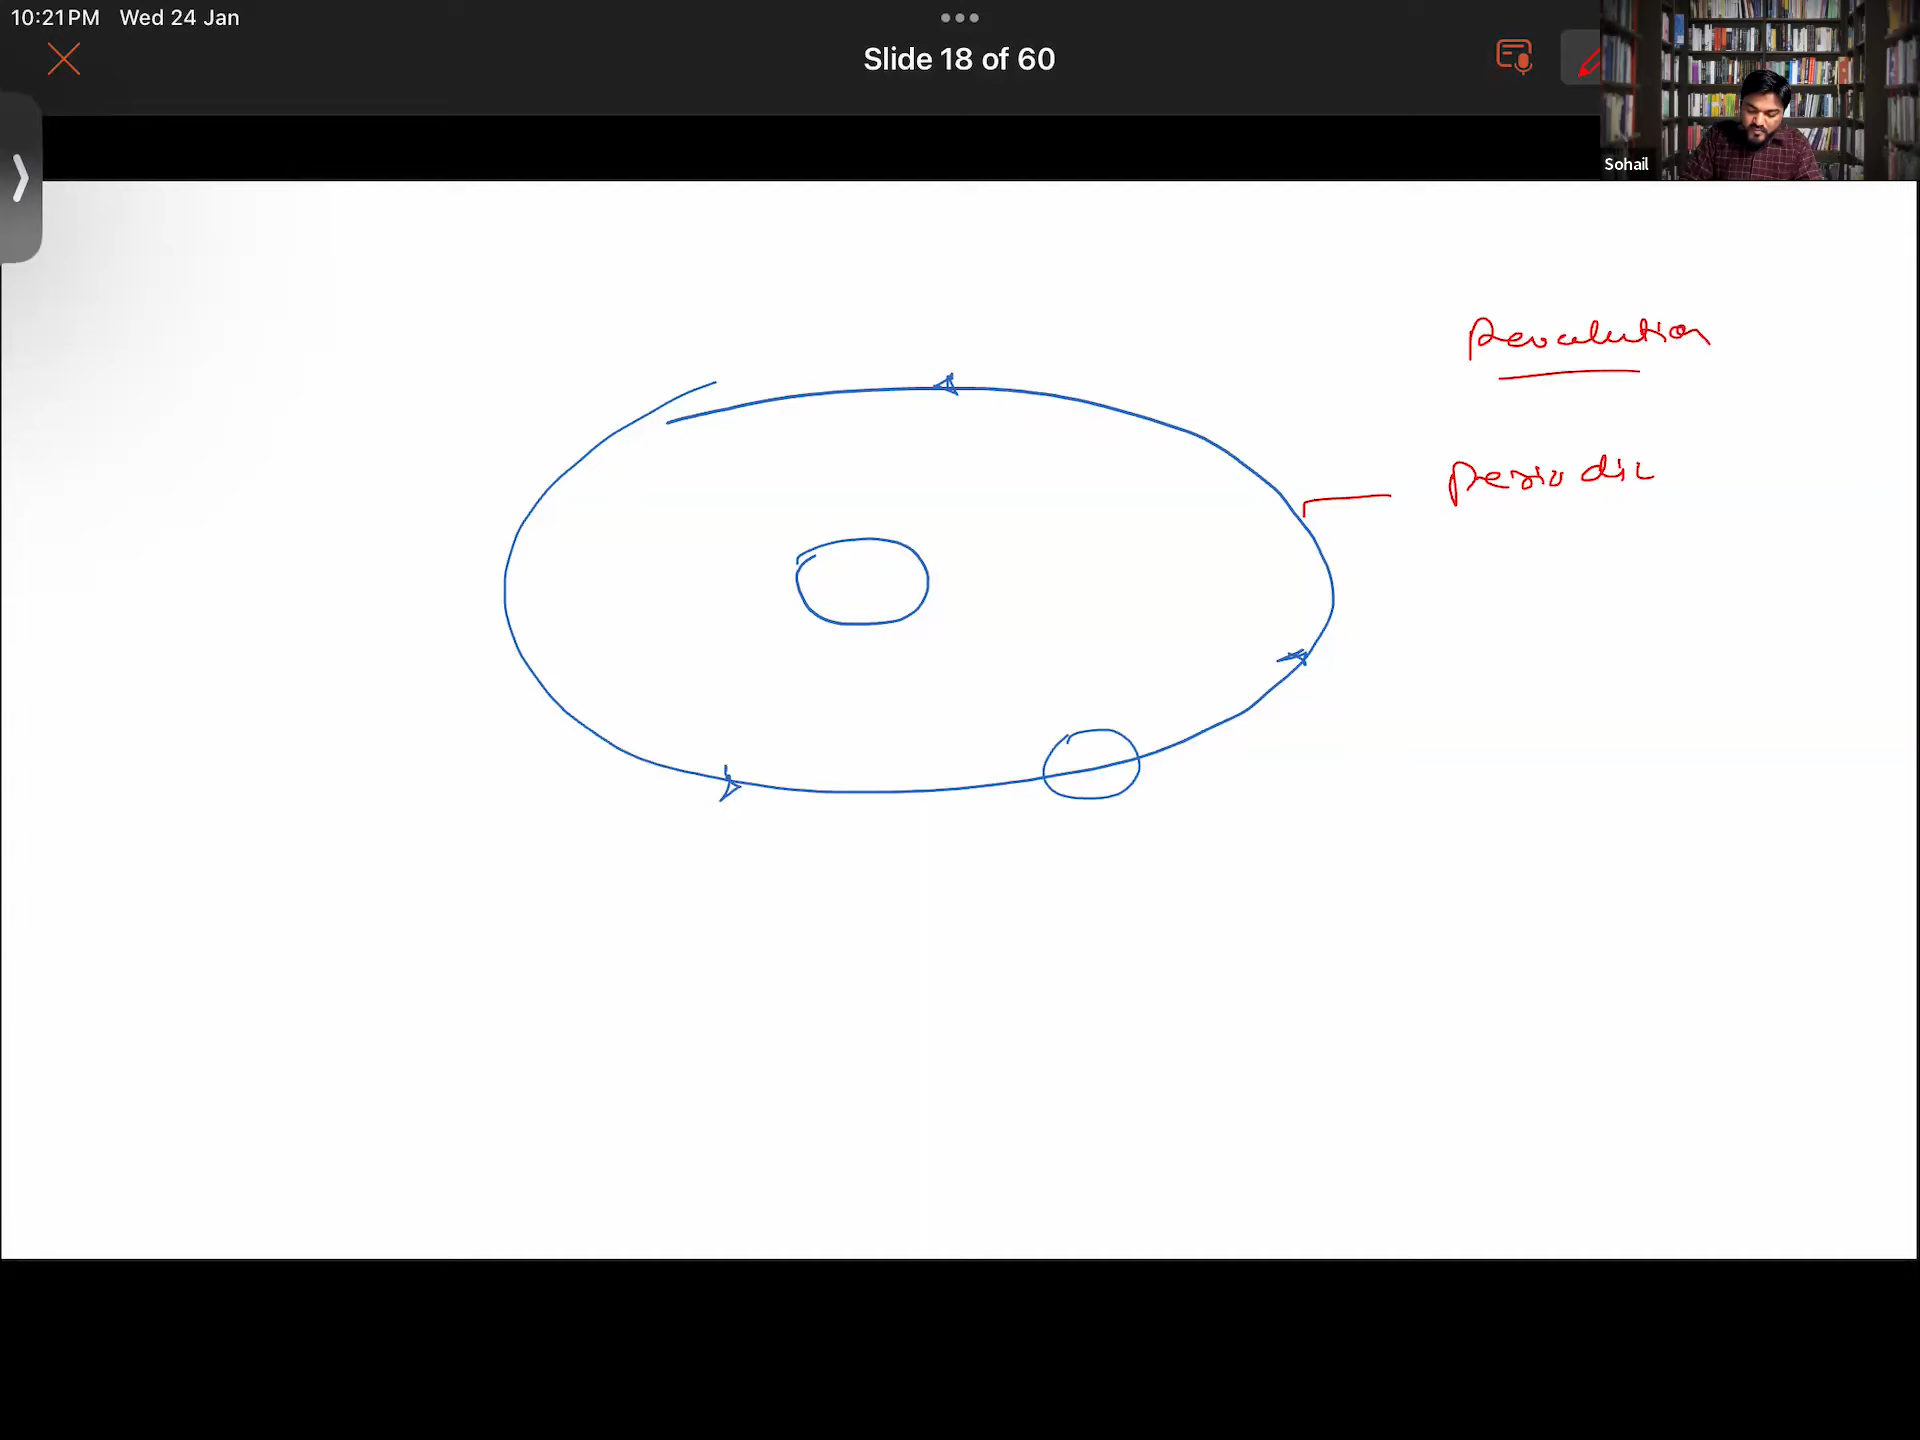 10:21 PM Wed 24 Jan
Slide 18 of 60
Sohail
Revolution
Periodic